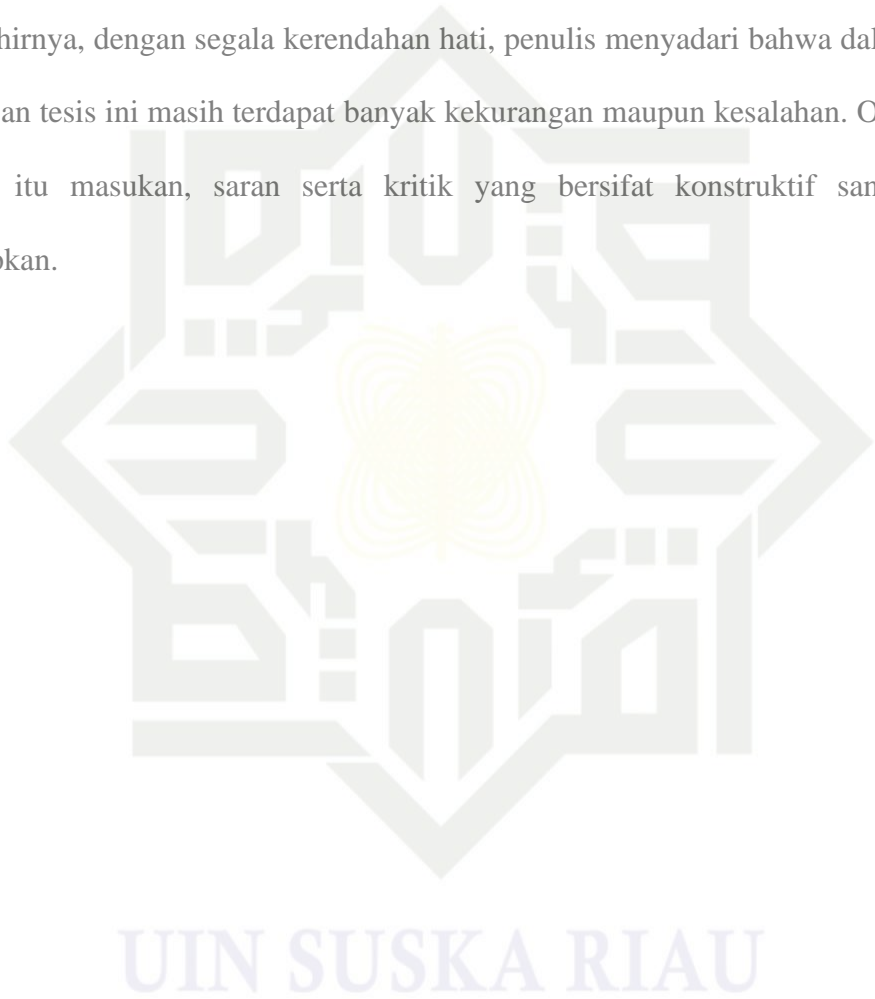 hirnya, dengan segala kerendahan hati, penulis menyadari bahwa dal
an tesis ini masih terdapat banyak kekurangan maupun kesalahan. O
itu masukan, saran serta kritik yang bersifat konstruktif san
kan.
UIN SUSKA RIAU